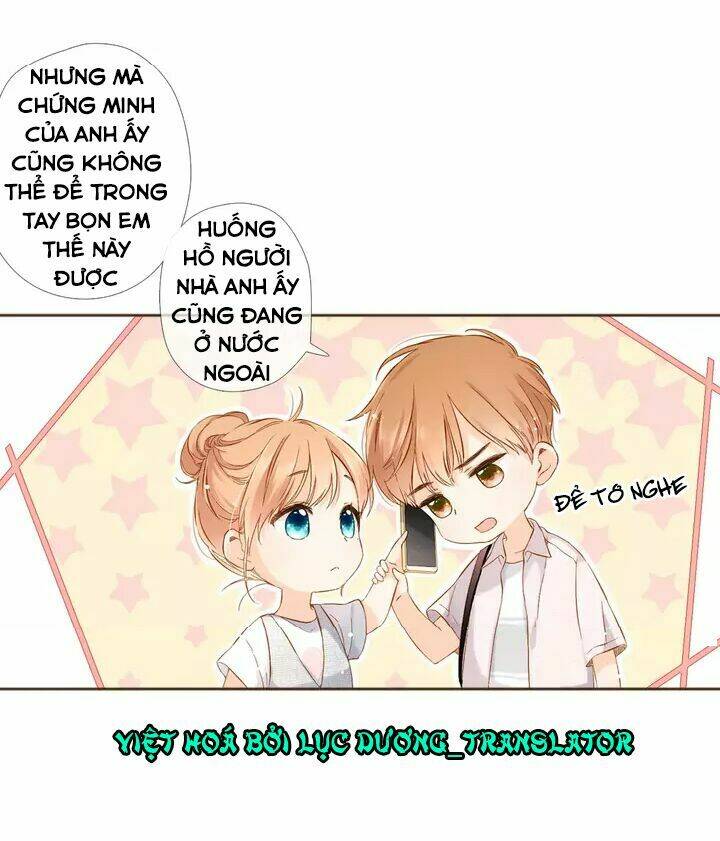 NHƯNG MÀ
CHỨNG MINH
CỦA ANH ẤY
CŨNG KHÔNG
THỂ ĐỂ TRONG
TAY BỌN EM
THẾ NÀY
ĐƯỢC
HUỐNG
HỒ NGƯỜI
NHÀ ANH ẤY
CŨNG ĐANG
Ở NƯỚC
NGOÀI
ĐỂ TỚ NGHE
VIỆT HOÁ BỞI LỤC DƯƠNG_TRANSLATOR